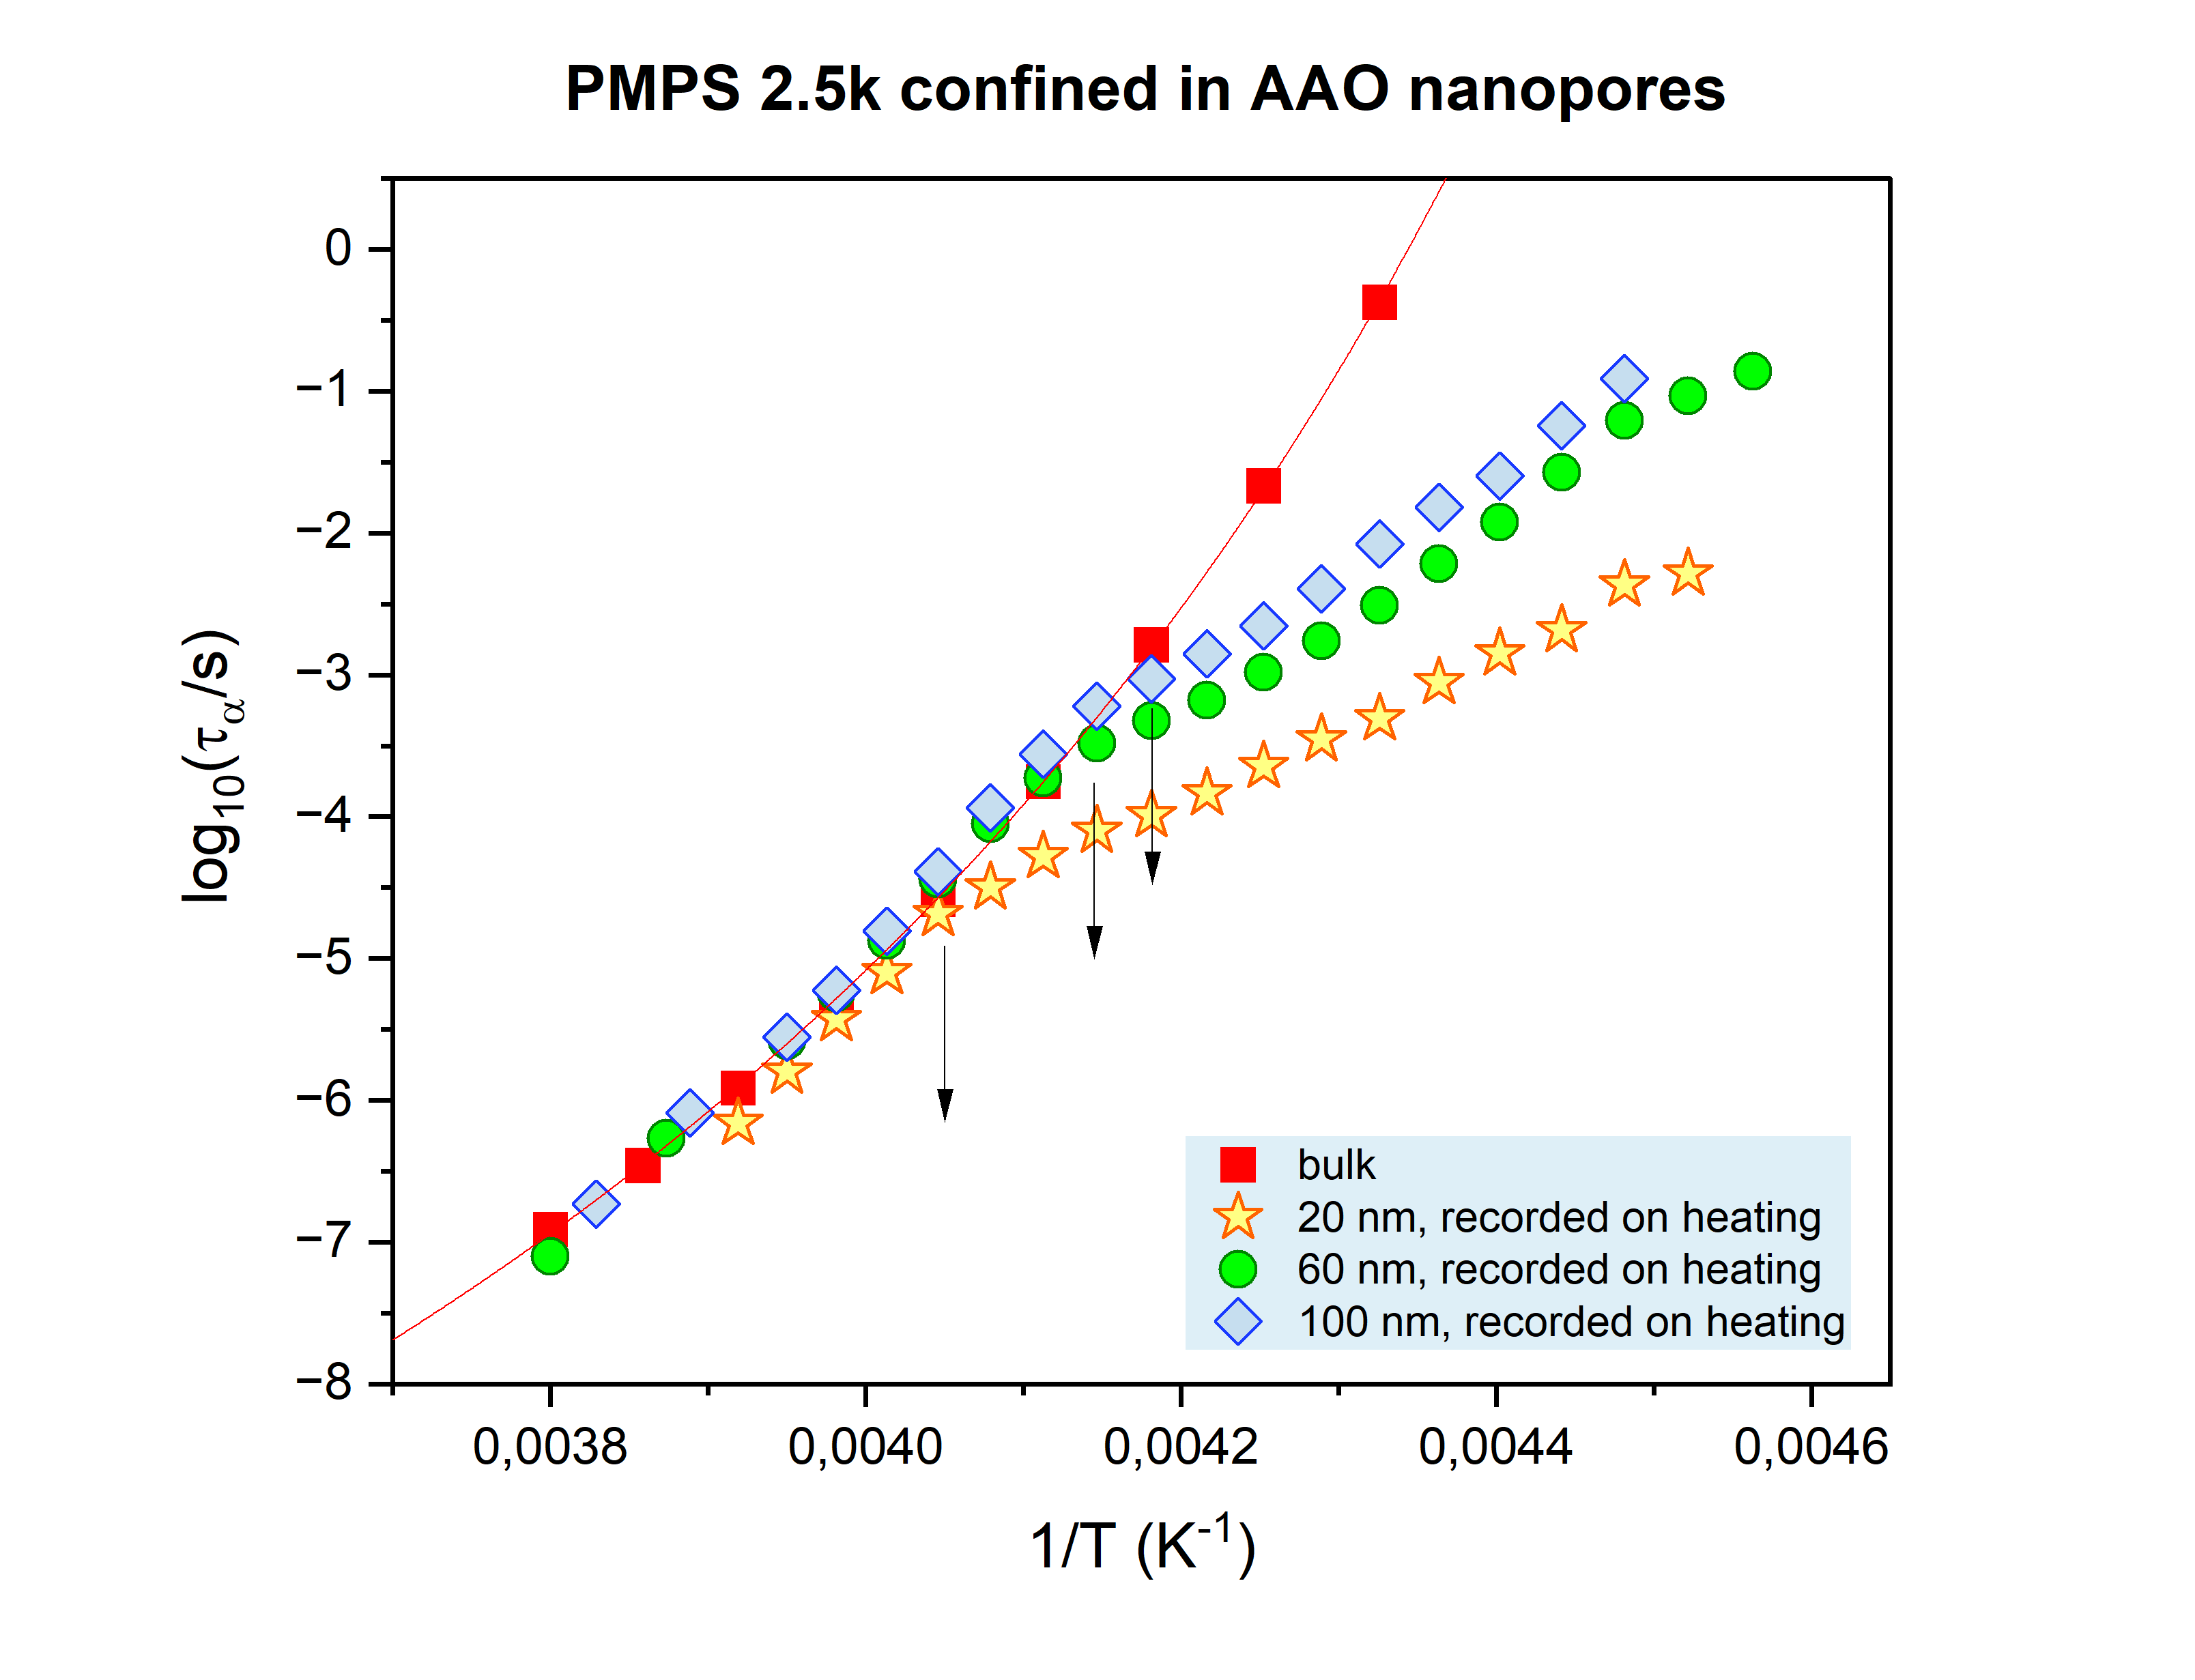 PMPS 2.5k confined in AAO nanopores
log₁₀(τα/s)
0
−1
−2
−3
−4
−5
−6
−7
−8
bulk
20 nm, recorded on heating
60 nm, recorded on heating
100 nm, recorded on heating
0,0038 0,0040 0,0042 0,0044 0,0046
1/T (K⁻¹)